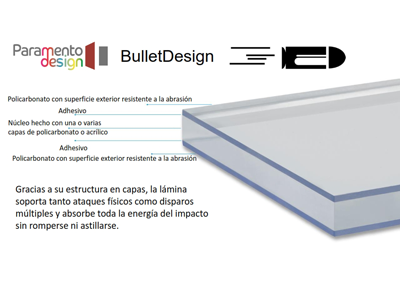 Paramento
design
BulletDesign
Policarbonato con superficie exterior resistente a la abrasión
Adhesivo
Núcleo hecho con una o varias
capas de policarbonato o acrílico
Adhesivo
Policarbonato con superficie exterior resistente a la abrasión
Gracias a su estructura en capas, la lámina
soporta tanto ataques físicos como disparos
múltiples y absorbe toda la energía del impacto
sin romperse ni astillarse.